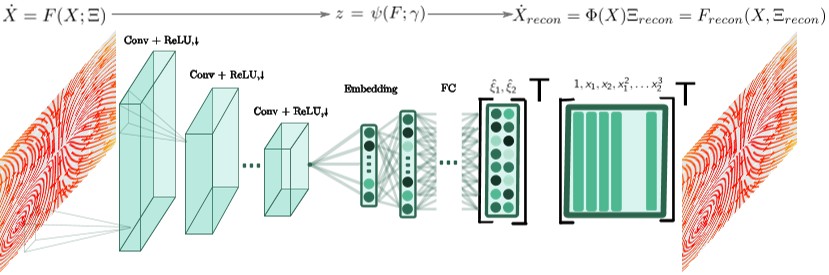 Ẋ = F(X; Ξ) z = ψ(F; γ) Ẋ_recon = Φ(X)Ξ_recon = F_recon(X, Ξ_recon)
Conv + ReLU,↓
Conv + ReLU,↓
Conv + ReLU,↓
Embedding
FC
ξ̂₁, ξ̂₂
T
1, x₁, x₂, x₁², . . . x₂³
T